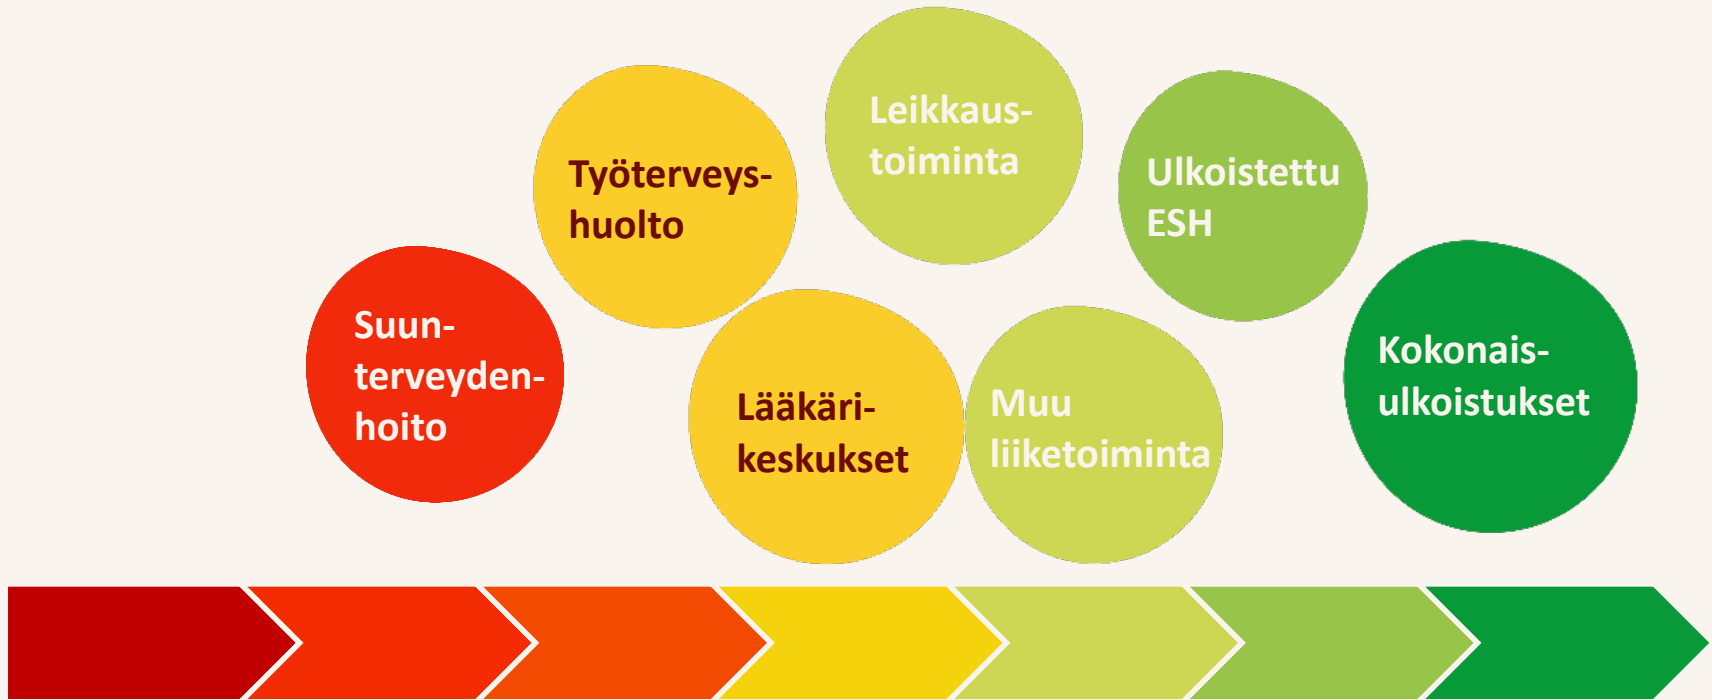 Suun-
terveyden-
hoito
Työterveys-
huolto
Lääkäri-
keskukset
Leikkaus-
toiminta
Muu
liiketoiminta
Ulkoistettu
ESH
Kokonais-
ulkoistukset